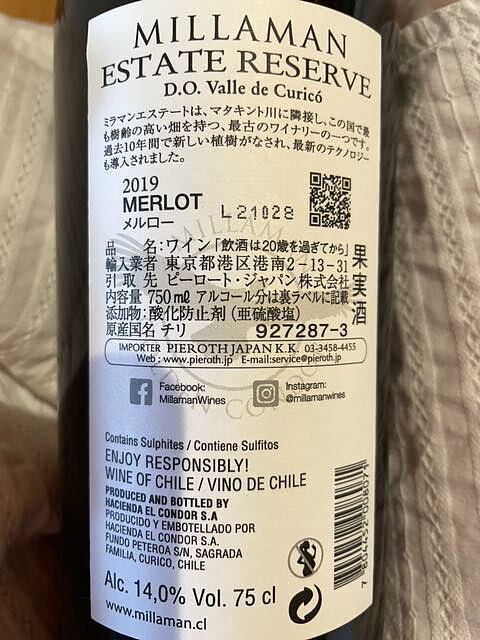 MILLAMAN
ESTATE RESERVE
D.O. Valle de Curicó
ミラマンエステートは、マタキント川に隣接し、この国で最
も樹齢の高い畑を持つ、最古のワイナリーの一つです。
過去10年間で新しい植樹がなされ、最新のテクノロジー
も導入されました。
2019
MERLOT
メルロー
L21028
品 名:ワイン「飲酒は20歳を過ぎてから」
輸入業者 東京都港区港南2-13-31
引 取 先 ピーロート・ジャパン株式会社
内容量 750mℓ アルコール分は裏ラベルに記載
添加物:酸化防止剤(亜硫酸塩)
原産国名 チリ 927287-3
果実酒
IMPORTER PIEROTH JAPAN K.K. 03-3458-4455
Web : www.pieroth.jp E-mail:service@pieroth.jp
Facebook:
MillamanWines
Instagram:
@millamanwines
Contains Sulphites / Contiene Sulfitos
ENJOY RESPONSIBLY!
WINE OF CHILE / VINO DE CHILE
PRODUCED AND BOTTLED BY
HACIENDA EL CONDOR S.A
PRODUCIDO Y EMBOTELLADO POR
HACIENDA EL CONDOR S.A
FUNDO PETEROA S/N, SAGRADA
FAMILIA, CURICO, CHILE
Alc. 14,0% Vol. 75 cl
www.millaman.cl
7 804452 008071
MILLAMAN